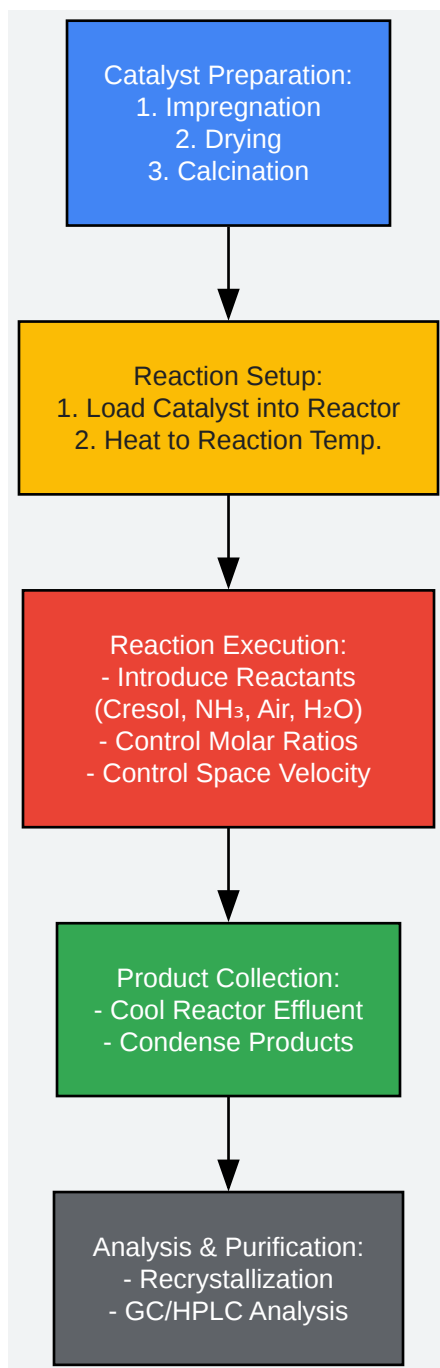 Catalyst Preparation:
1. Impregnation
2. Drying
3. Calcination
Reaction Setup:
1. Load Catalyst into Reactor
2. Heat to Reaction Temp.
Reaction Execution:
- Introduce Reactants
(Cresol, NH₃, Air, H₂O)
- Control Molar Ratios
- Control Space Velocity
Product Collection:
- Cool Reactor Effluent
- Condense Products
Analysis & Purification:
- Recrystallization
- GC/HPLC Analysis